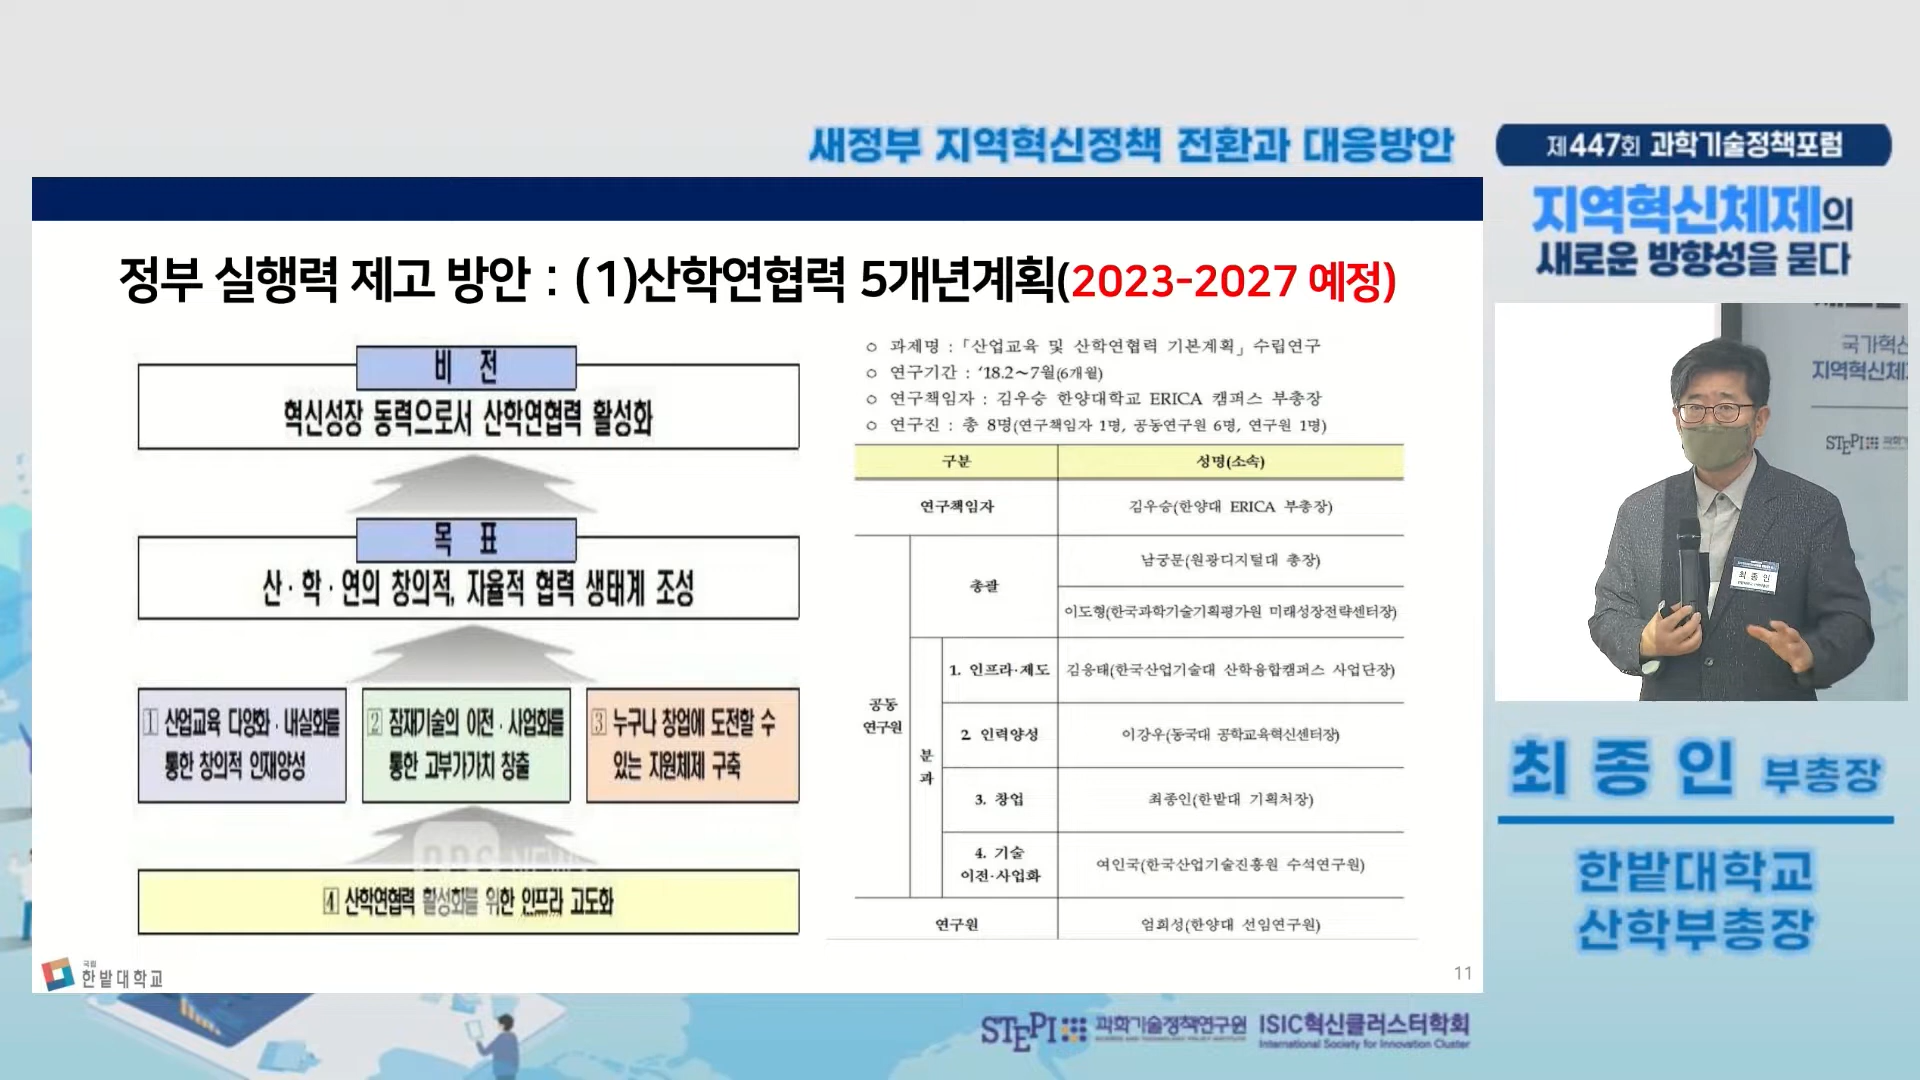 새정부 지역혁신정책 전환과 대응방안
제447회 과학기술정책포럼
지역혁신체제의
새로운 방향성을 묻다
정부 실행력 제고 방안 : (1)산학연협력 5개년계획(2023-2027 예정)
비 전
혁신성장 동력으로서 산학연협력 활성화
목 표
산·학·연의 창의적, 자율적 협력 생태계 조성
1 산업교육 다양화·내실화를
통한 창의적 인재양성
2 잠재기술의 이전·사업화를
통한 고부가가치 창출
3 누구나 창업에 도전할 수
있는 지원체제 구축
4 산학연협력 활성화를 위한 인프라 고도화
○ 과제명 : 「산업교육 및 산학연협력 기본계획」 수립연구
○ 연구기간 : '18.2~7월(6개월)
○ 연구책임자 : 김우승 한양대학교 ERICA 캠퍼스 부총장
○ 연구진 : 총 8명(연구책임자 1명, 공동연구원 6명, 연구원 1명)
구분 성명(소속)
연구책임자 김우승(한양대 ERICA 부총장)
공동
연구원
총괄
남궁문(원광디지털대 총장)
이도형(한국과학기술기획평가원 미래성장전략센터장)
분
과
1. 인프라·제도 김응태(한국산업기술대 산학융합캠퍼스 사업단장)
2. 인력양성 이강우(동국대 공학교육혁신센터장)
3. 창업 최종인(한밭대 기획처장)
4. 기술
이전·사업화
여인국(한국산업기술진흥원 수석연구원)
연구원 엄희성(한양대 선임연구원)
국립
한밭대학교
11
국가혁신
지역혁신체
STEPI
최종인
최 종 인 부총장
한밭대학교
산학부총장
STEPI 과학기술정책연구원
SCIENCE AND TECHNOLOGY POLICY INSTITUTE
ISIC혁신클러스터학회
International Society for Innovation Cluster